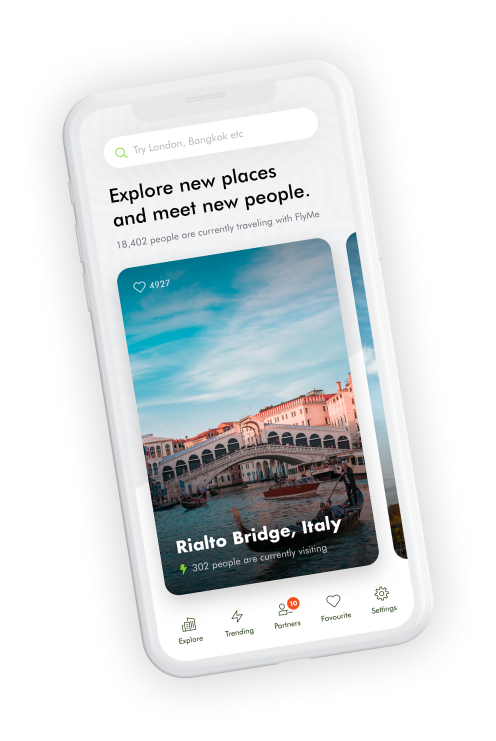 Try London, Bangkok etc
Explore new places
and meet new people.
18,402 people are currently traveling with FlyMe
4927
Rialto Bridge, Italy
302 people are currently visiting
Explore
Trending
10
Partners
Favourite
Settings